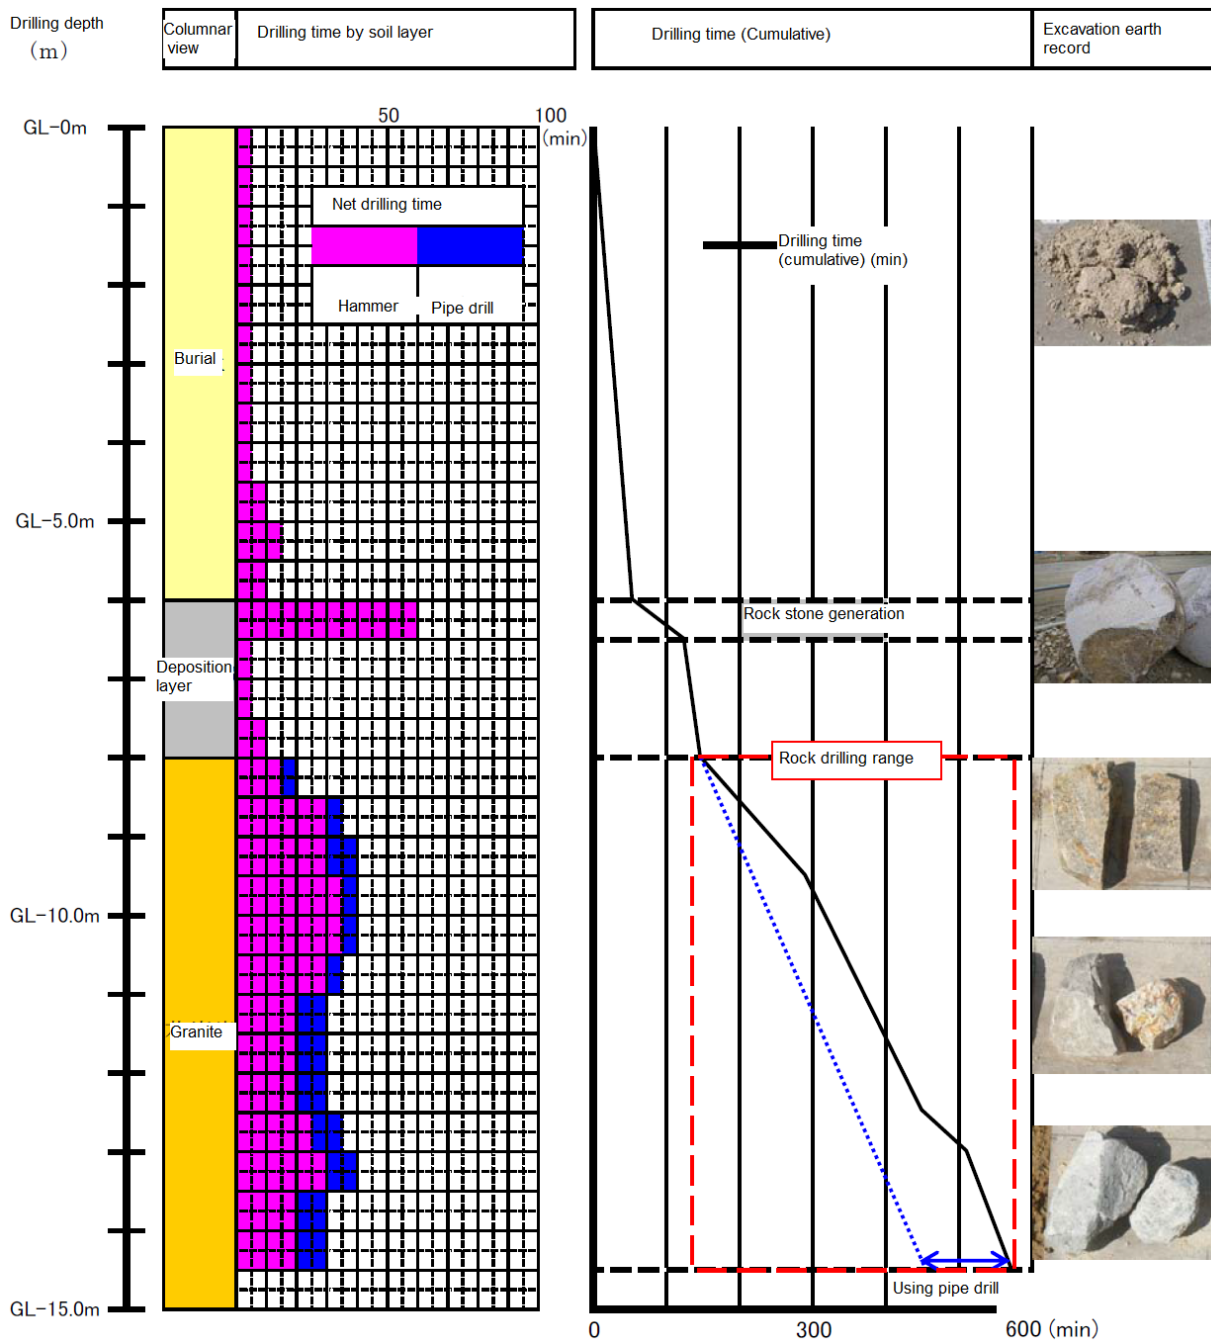 Drilling depth
(m)
Columnar
view
Drilling time by soil layer
Drilling time (Cumulative)
Excavation earth
record
50
100
(min)
GL-0m
Net drilling time
Hammer
Pipe drill
Drilling time
(cumulative) (min)
Burial
GL-5.0m
Rock stone generation
Deposition
layer
Rock drilling range
GL-10.0m
Granite
Using pipe drill
GL-15.0m
0
300
600 (min)